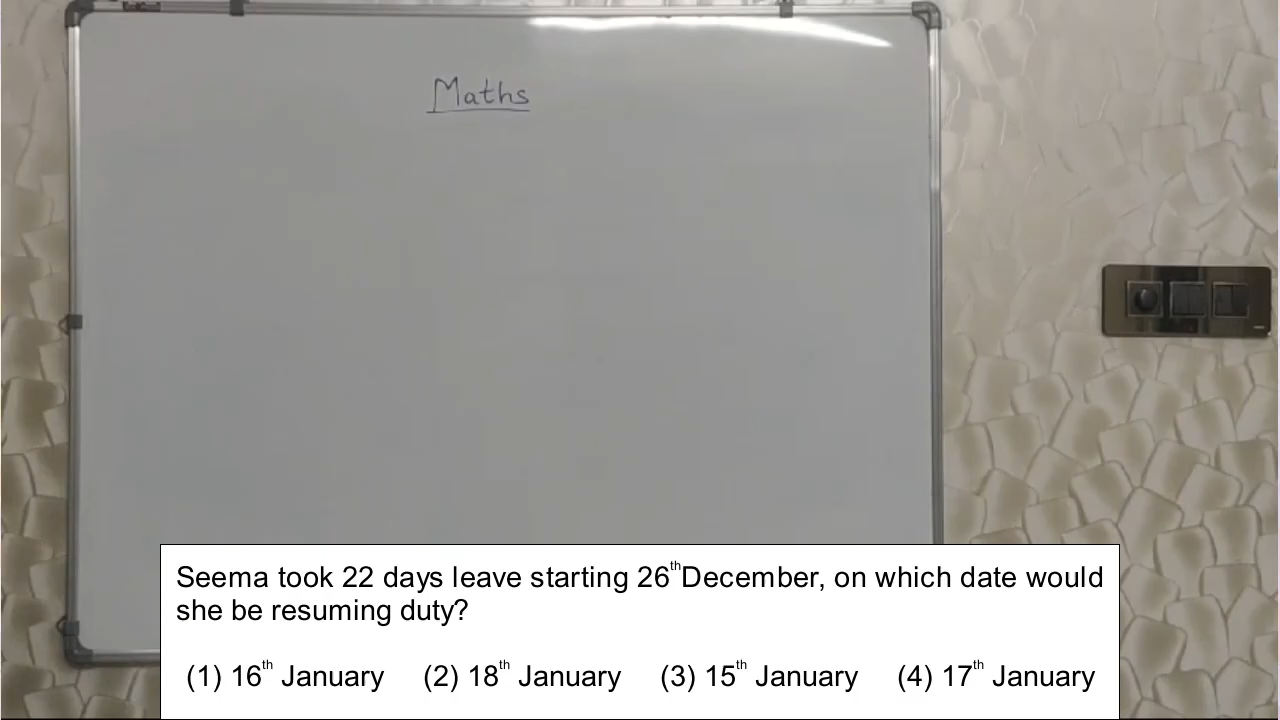 Maths
Seema took 22 days leave starting 26th December, on which date would
she be resuming duty?
(1) 16th January (2) 18th January (3) 15th January (4) 17th January